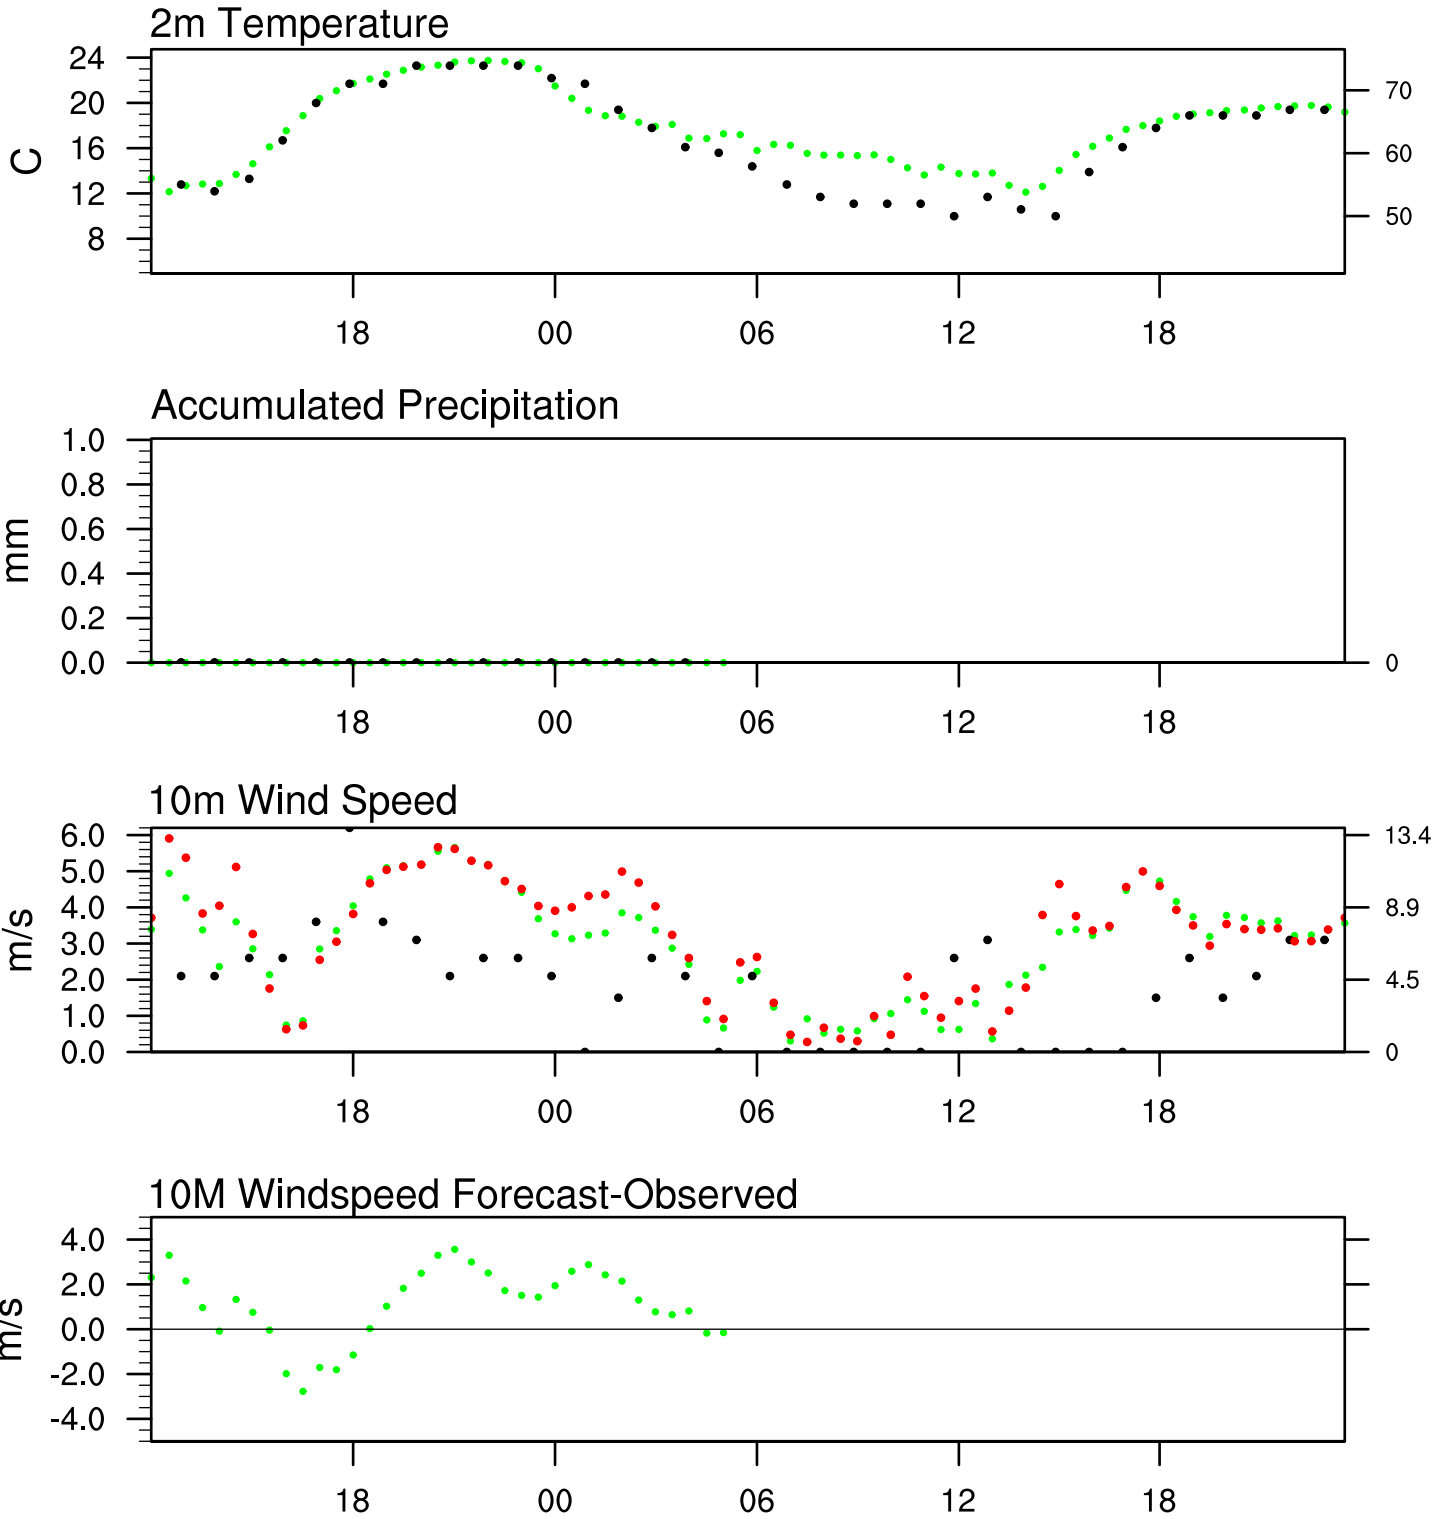 2m Temperature
24
20
16
12
8
C
70
60
50
18 00 06 12 18
Accumulated Precipitation
1.0
0.8
0.6
0.4
0.2
0.0
mm
0
18 00 06 12 18
10m Wind Speed
6.0
5.0
4.0
3.0
2.0
1.0
0.0
m/s
13.4
8.9
4.5
0
18 00 06 12 18
10M Windspeed Forecast-Observed
4.0
2.0
0.0
-2.0
-4.0
m/s
18 00 06 12 18